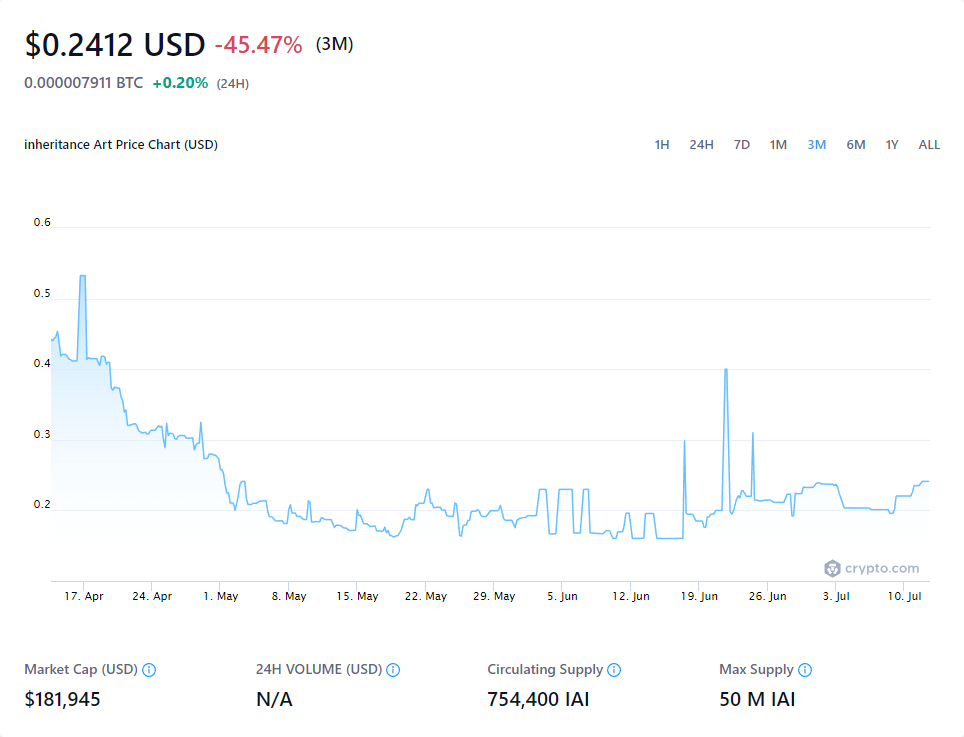 $0.2412 USD -45.47% (3M)
0.000007911 BTC +0.20% (24H)
inheritance Art Price Chart (USD) 1H 24H 7D 1M 3M 6M 1Y ALL
0.6
0.5
0.4
0.3
0.2
crypto.com
17. Apr 24. Apr 1. May 8. May 15. May 22. May 29. May 5. Jun 12. Jun 19. Jun 26. Jun 3. Jul 10. Jul
Market Cap (USD) 24H VOLUME (USD) Circulating Supply Max Supply
$181,945 N/A 754,400 IAI 50 M IAI